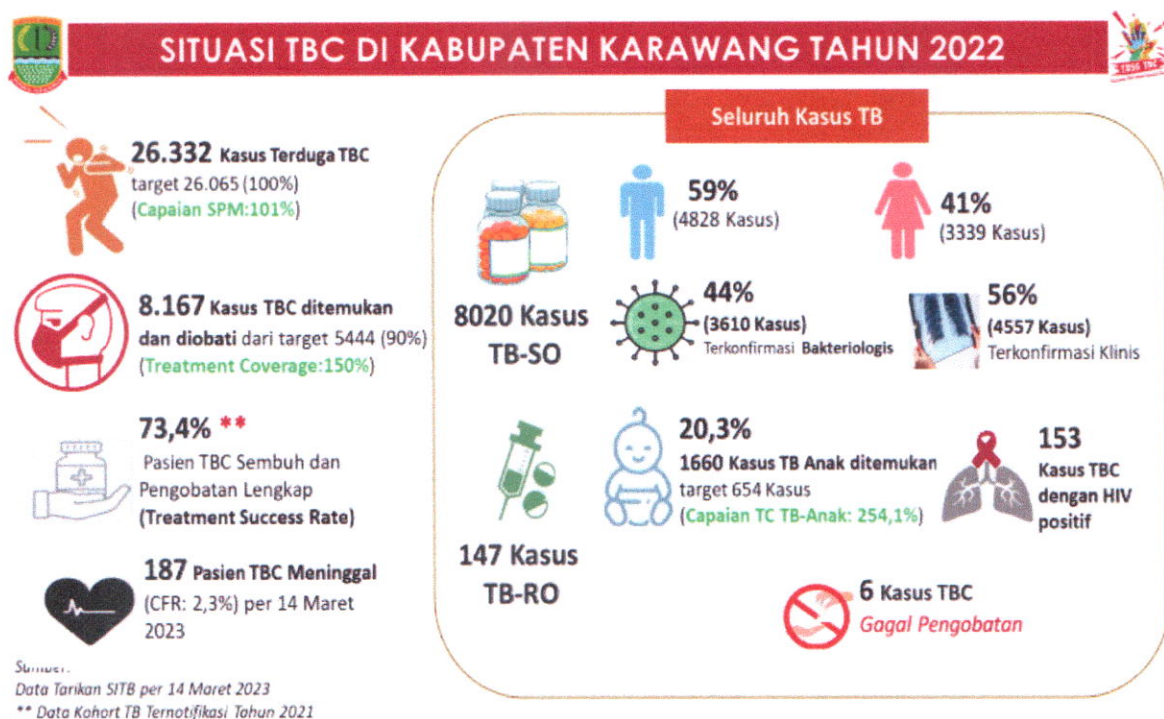 SITUASI TBC DI KABUPATEN KARAWANG TAHUN 2022
TOSS TBC
26.332 Kasus Terduga TBC
target 26.065 (100%)
(Capaian SPM:101%)
8.167 Kasus TBC ditemukan
dan diobati dari target 5444 (90%)
(Treatment Coverage:150%)
73,4% **
Pasien TBC Sembuh dan
Pengobatan Lengkap
(Treatment Success Rate)
187 Pasien TBC Meninggal
(CFR: 2,3%) per 14 Maret
2023
Sumber:
Data Tarikan SITB per 14 Maret 2023
** Data Kohort TB Ternotifikasi Tahun 2021
Seluruh Kasus TB
8020 Kasus
TB-SO
59%
(4828 Kasus)
41%
(3339 Kasus)
44%
(3610 Kasus)
Terkonfirmasi Bakteriologis
56%
(4557 Kasus)
Terkonfirmasi Klinis
147 Kasus
TB-RO
20,3%
1660 Kasus TB Anak ditemukan
target 654 Kasus
(Capaian TC TB-Anak: 254,1%)
153
Kasus TBC
dengan HIV
positif
6 Kasus TBC
Gagal Pengobatan